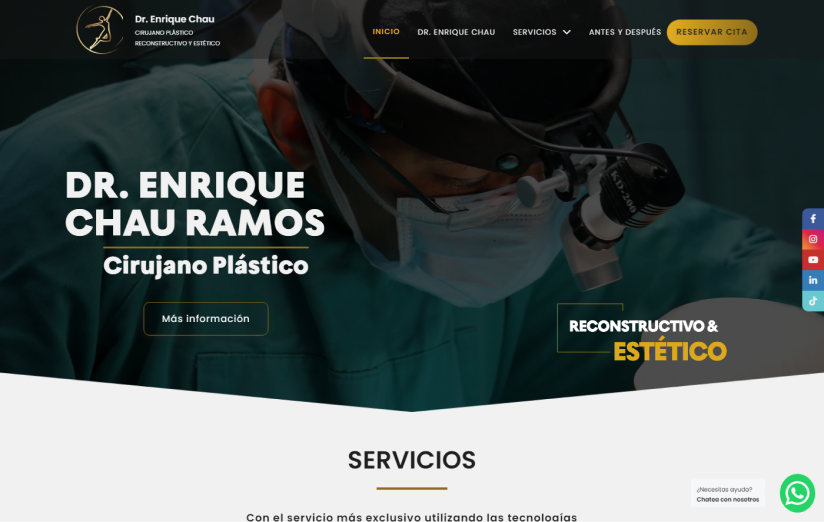 Dr. Enrique Chau
CIRUJANO PLÁSTICO
RECONSTRUCTIVO Y ESTÉTICO
INICIO
DR. ENRIQUE CHAU
SERVICIOS
ANTES Y DESPUÉS
RESERVAR CITA
KD-200
DR. ENRIQUE
CHAU RAMOS
Cirujano Plástico
Más información
RECONSTRUCTIVO &
ESTÉTICO
SERVICIOS
¿Necesitas ayuda?
Chatea con nosotros
Con el servicio más exclusivo utilizando las tecnologías